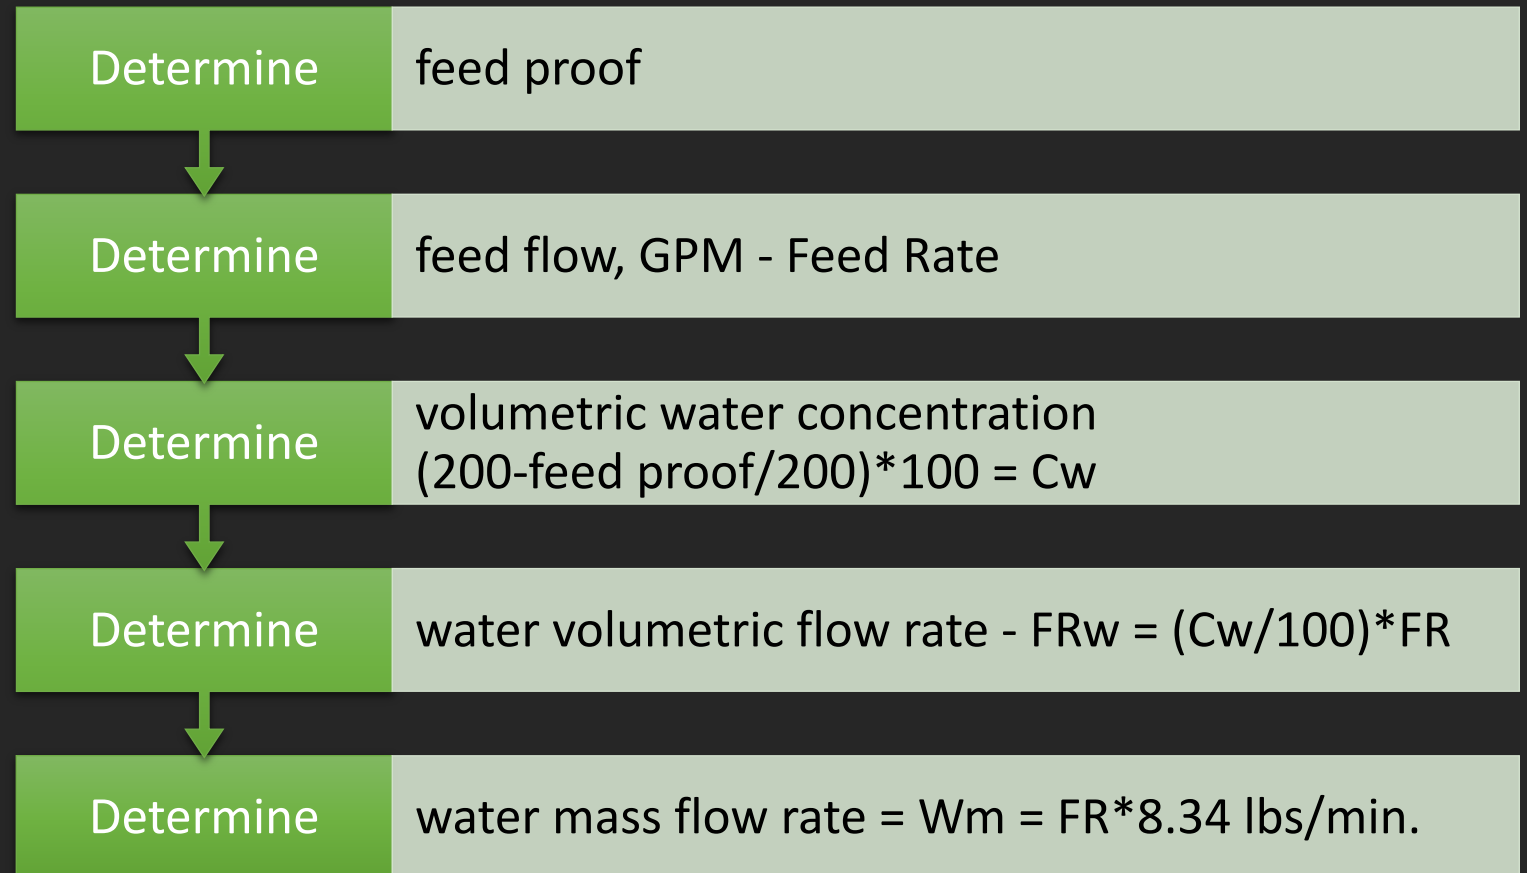 Determine
feed proof
Determine
feed flow, GPM - Feed Rate
Determine
volumetric water concentration
(200-feed proof/200)*100 = Cw
Determine
water volumetric flow rate - FRw = (Cw/100)*FR
Determine
water mass flow rate = Wm = FR*8.34 lbs/min.